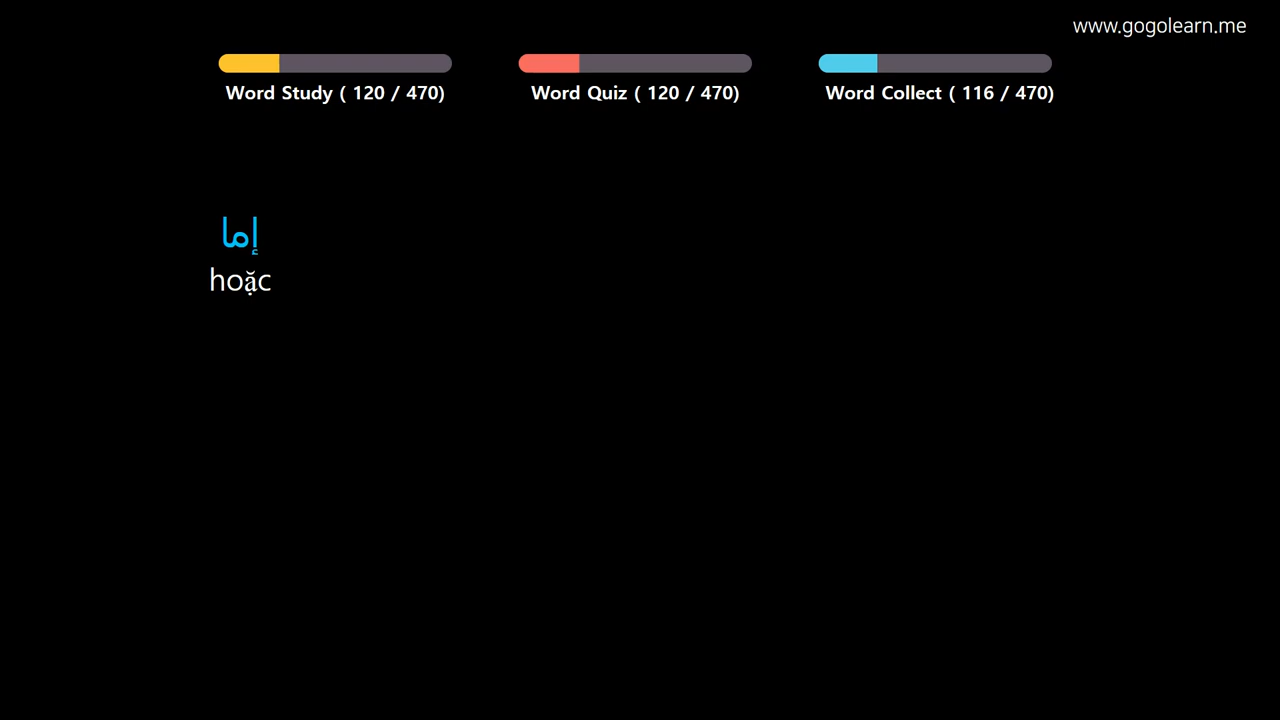 www.gogolearn.me
Word Study ( 120 / 470)
Word Quiz ( 120 / 470)
Word Collect ( 116 / 470)
إما
hoặc